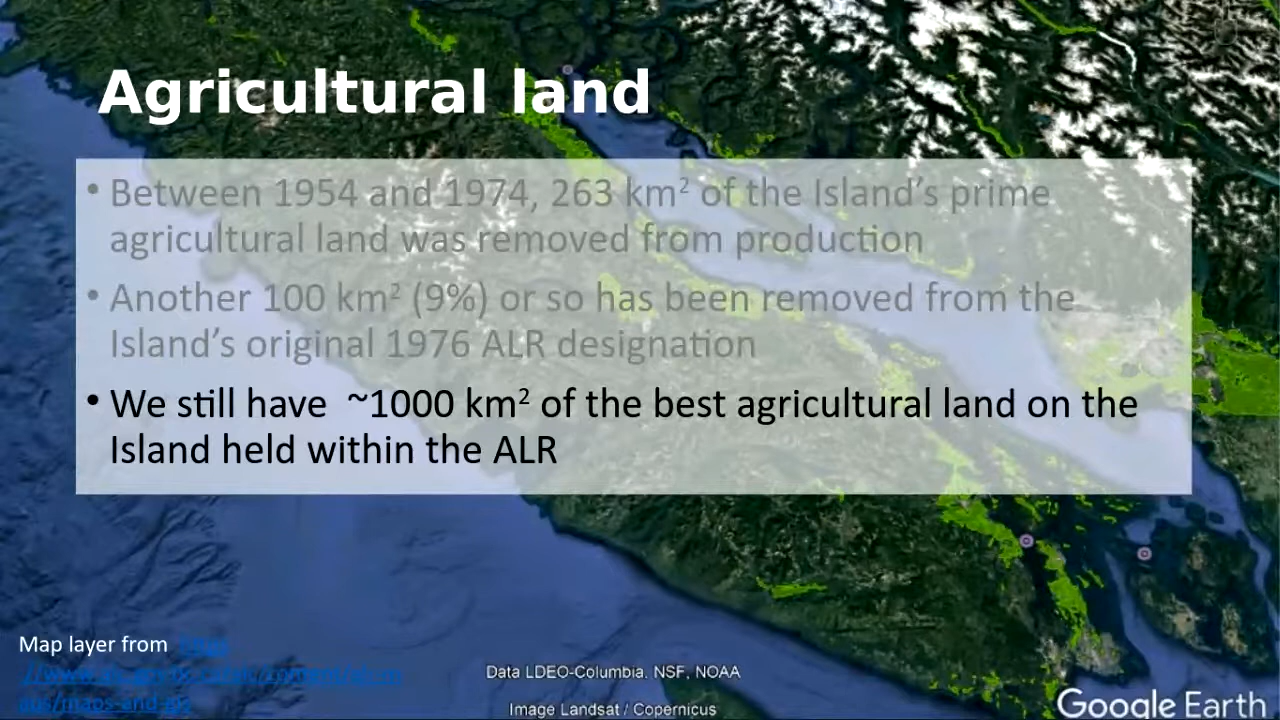 Agricultural land
• Between 1954 and 1974, 263 km² of the Island’s prime
agricultural land was removed from production
• Another 100 km² (9%) or so has been removed from the
Island’s original 1976 ALR designation
• We still have ~1000 km² of the best agricultural land on the
Island held within the ALR
Map layer from
Data LDEO-Columbia, NSF, NOAA
Image Landsat / Copernicus
Google Earth